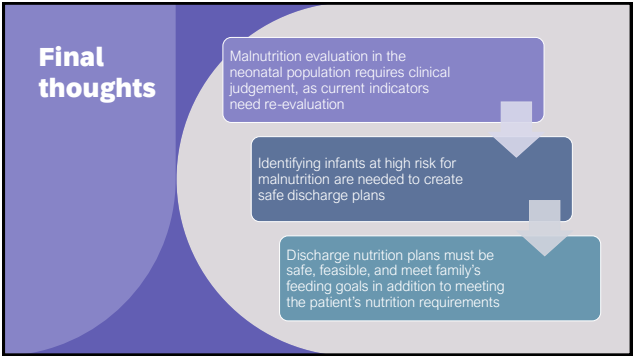 Final
thoughts
Malnutrition evaluation in the
neonatal population requires clinical
judgement, as current indicators
need re-evaluation
Identifying infants at high risk for
malnutrition are needed to create
safe discharge plans
Discharge nutrition plans must be
safe, feasible, and meet family's
feeding goals in addition to meeting
the patient's nutrition requirements